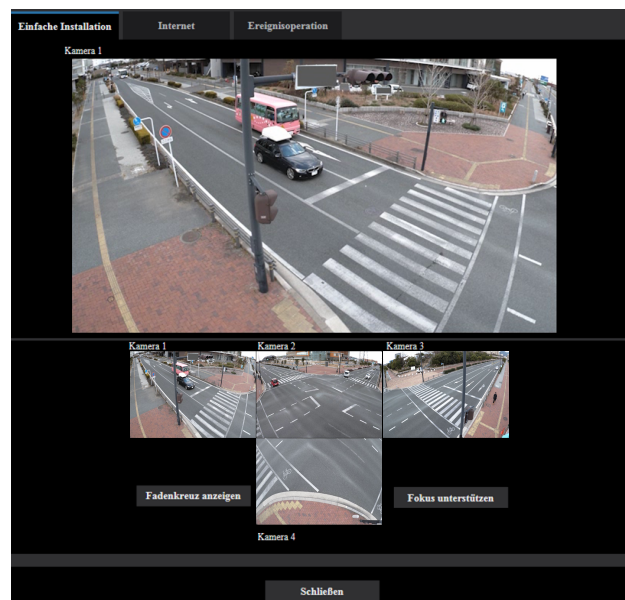 Einfache Installation
Internet
Ereignisoperation
Kamera 1
Kamera 1
Kamera 2
Kamera 3
Fadenkreuz anzeigen
Fokus unterstützen
Kamera 4
Schließen